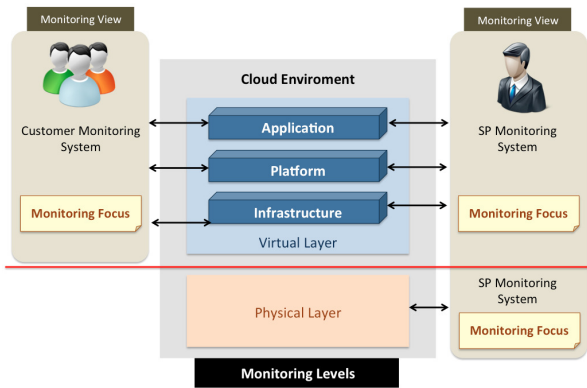 Monitoring View
Monitoring View
Cloud Enviroment
Customer Monitoring
System
SP Monitoring
System
Application
Platform
Infrastructure
Virtual Layer
Monitoring Focus
Monitoring Focus
Physical Layer
SP Monitoring
System
Monitoring Focus
Monitoring Levels